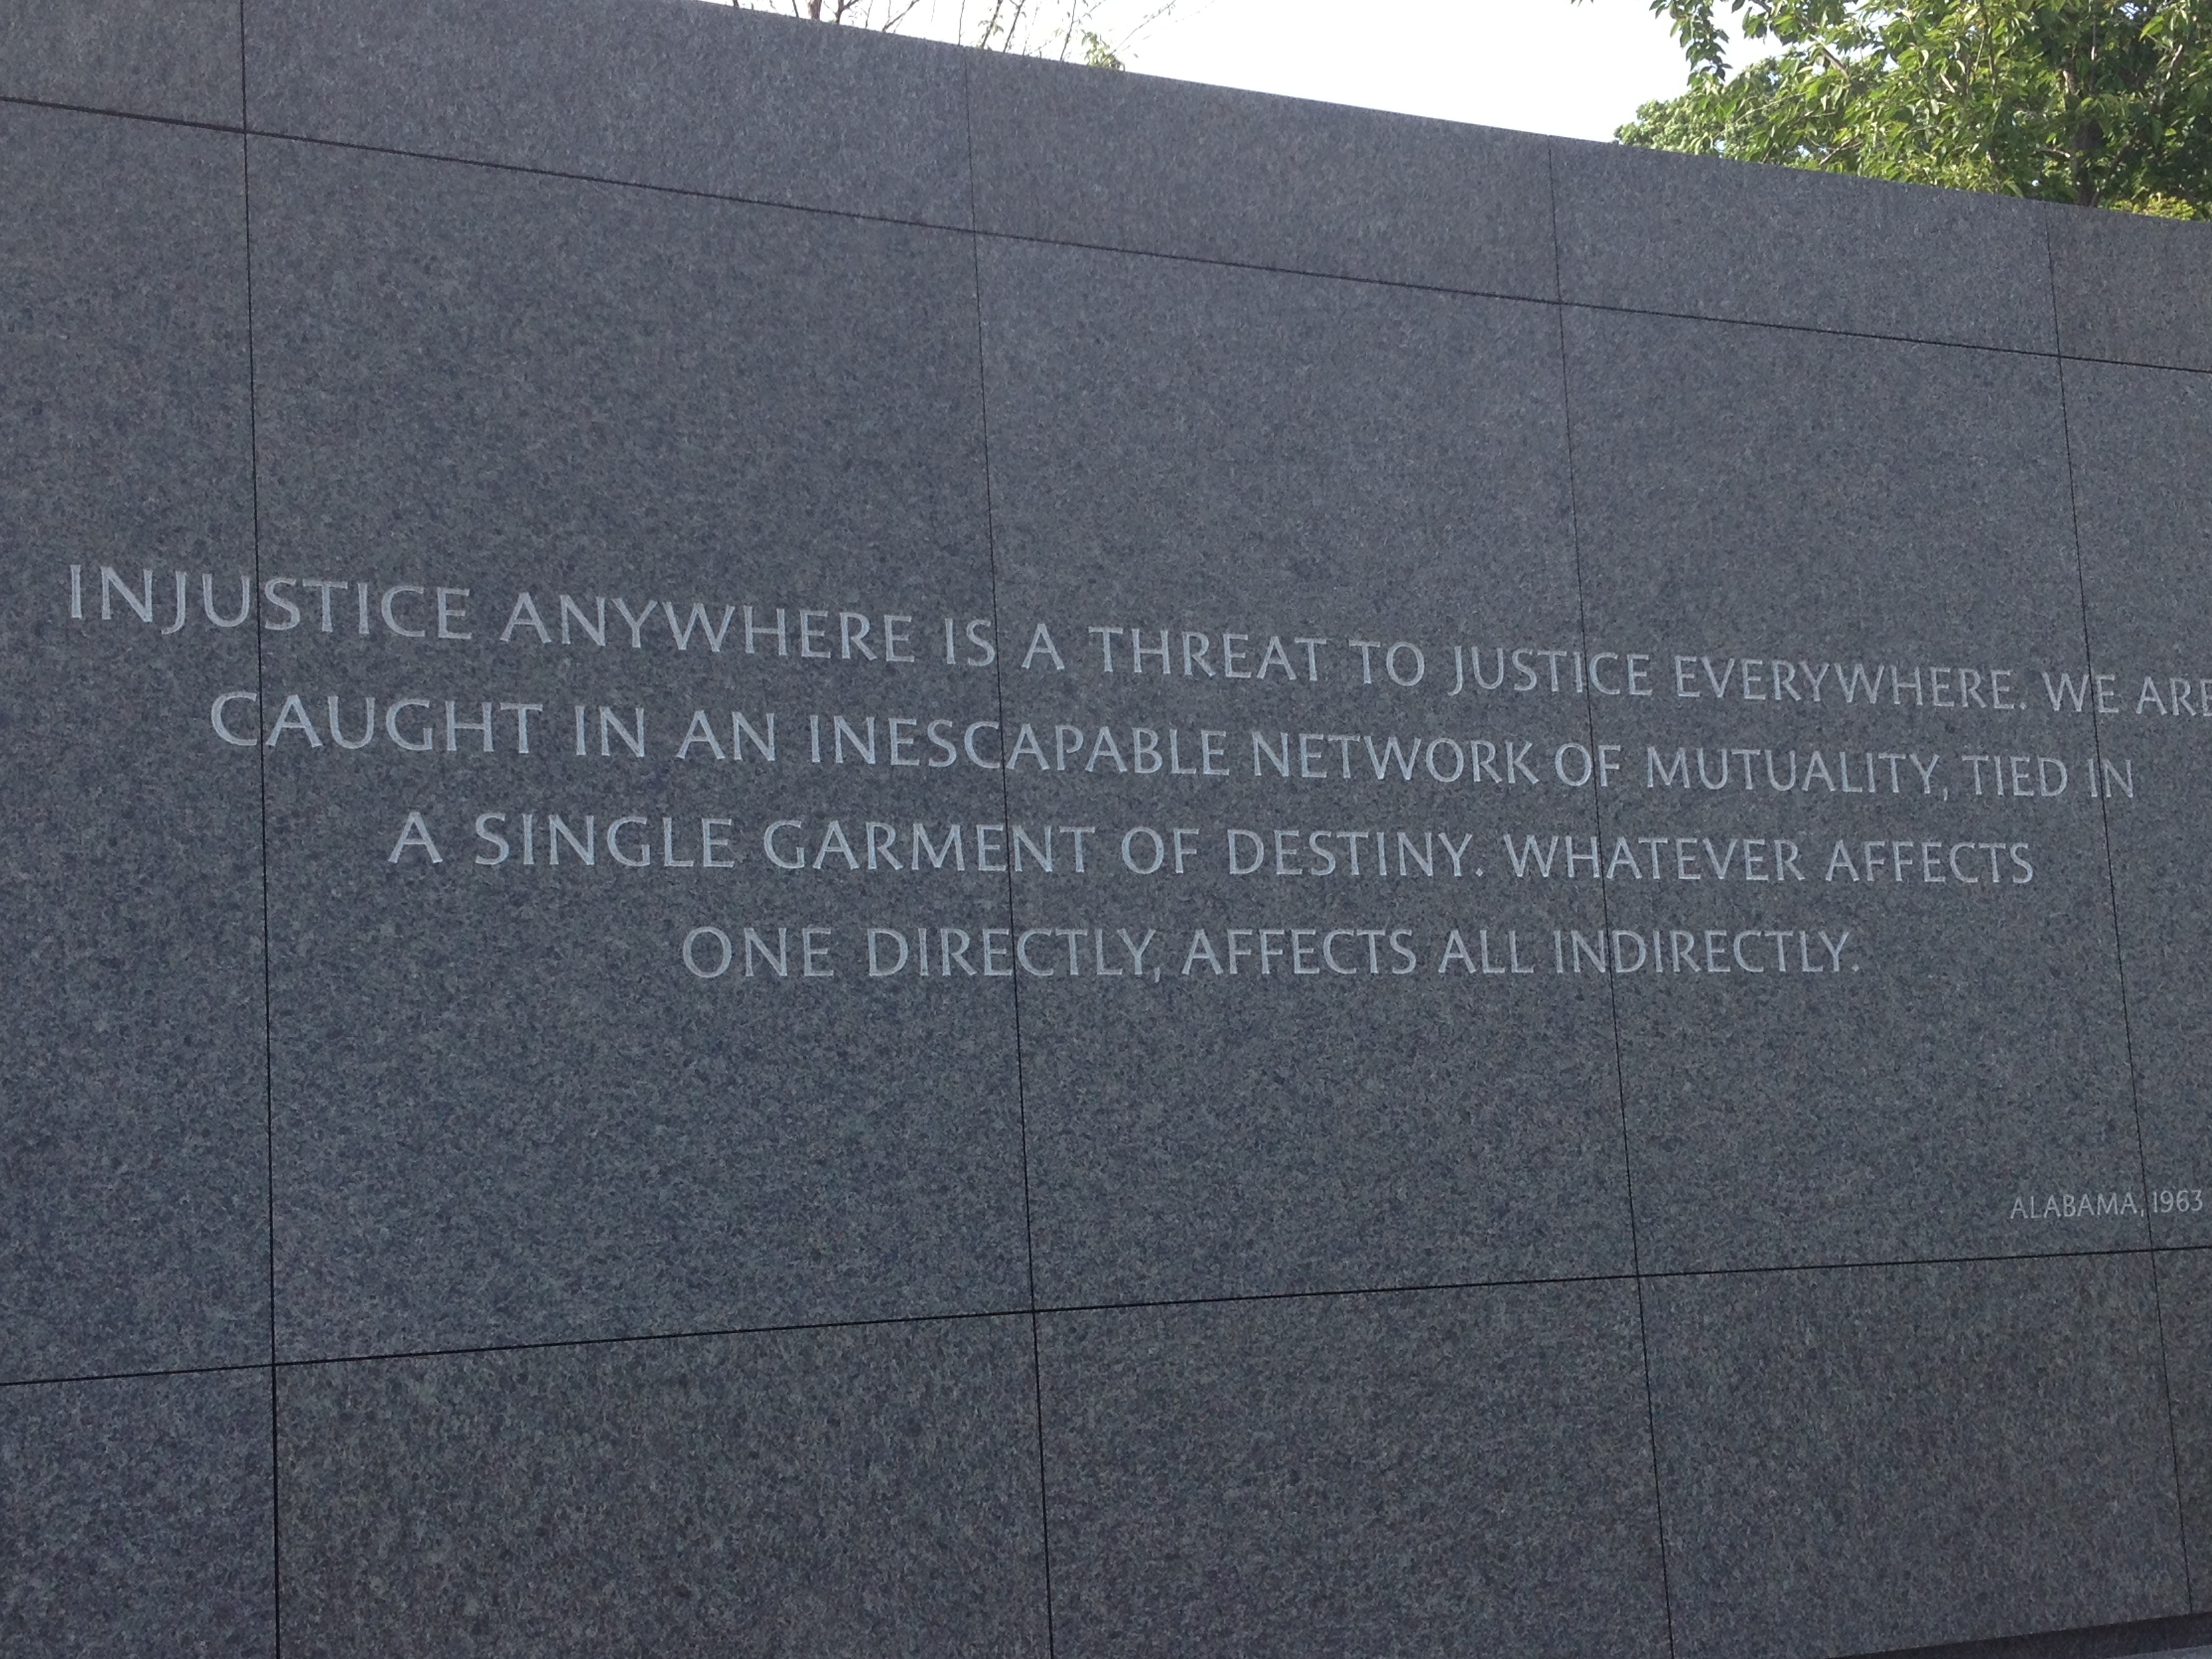 INJUSTICE ANYWHERE IS A THREAT TO JUSTICE EVERYWHERE. WE ARE
CAUGHT IN AN INESCAPABLE NETWORK OF MUTUALITY, TIED IN
A SINGLE GARMENT OF DESTINY. WHATEVER AFFECTS
ONE DIRECTLY, AFFECTS ALL INDIRECTLY.
ALABAMA, 1963